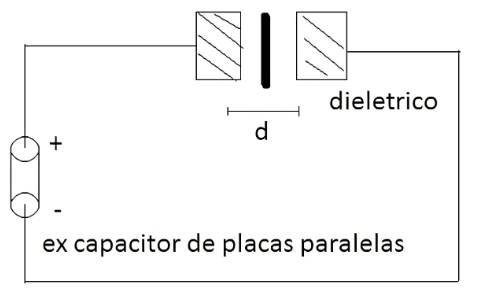 dieletrico
d
+
-
ex capacitor de placas paralelas